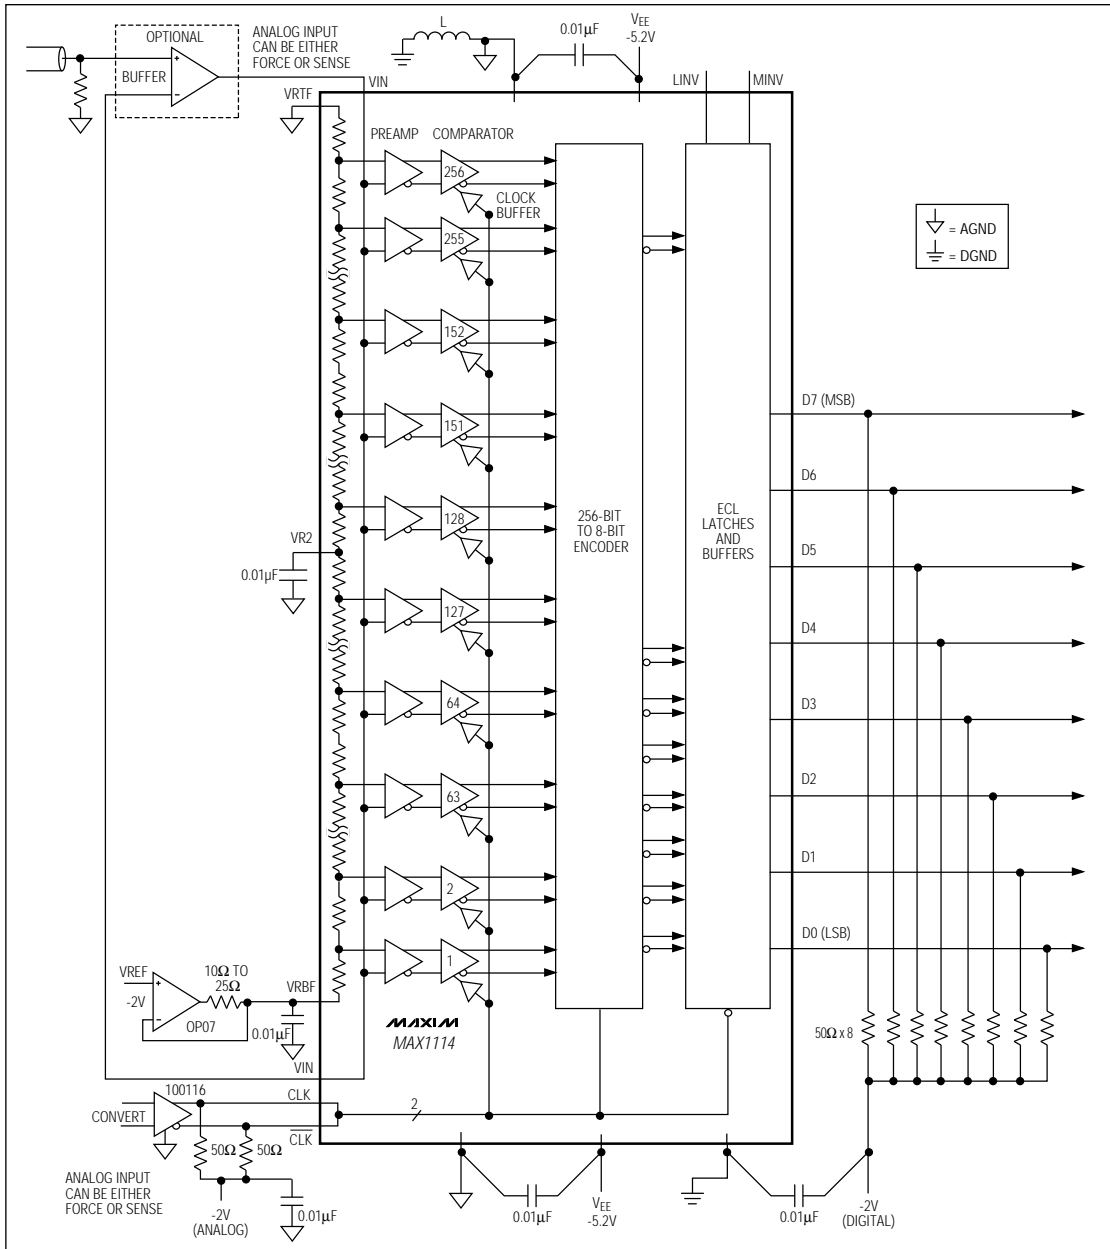 OPTIONAL
BUFFER
+
−
ANALOG INPUT
CAN BE EITHER
FORCE OR SENSE
L
0.01μF
VEE
-5.2V
VIN
LINV
MINV
VRTF
PREAMP
COMPARATOR
256
CLOCK
BUFFER
255
152
151
128
127
64
63
2
1
256-BIT
TO 8-BIT
ENCODER
ECL
LATCHES
AND
BUFFERS
= AGND
= DGND
D7 (MSB)
D6
D5
D4
D3
D2
D1
D0 (LSB)
VR2
0.01μF
VREF
-2V
+
−
OP07
10Ω TO
25Ω
VRBF
0.01μF
VIN
MAXIM
MAX1114
50Ω x 8
100116
CONVERT
CLK
CLK
2
50Ω
50Ω
ANALOG INPUT
CAN BE EITHER
FORCE OR SENSE
-2V
(ANALOG)
0.01μF
0.01μF
VEE
-5.2V
0.01μF
-2V
(DIGITAL)